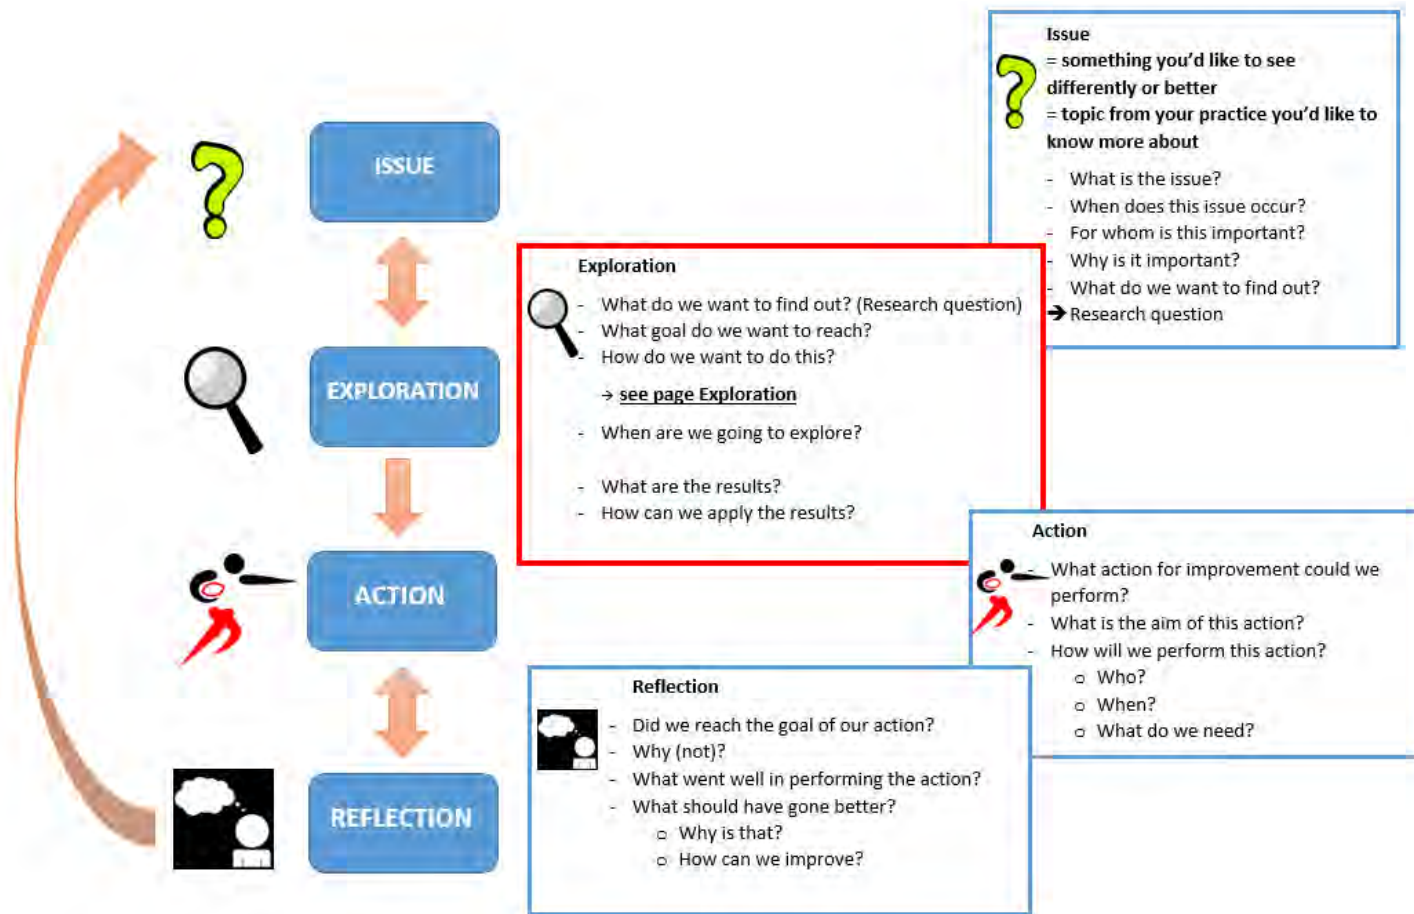 ISSUE
EXPLORATION
ACTION
REFLECTION
Issue
= something you'd like to see
differently or better
= topic from your practice you'd like to
know more about
- What is the issue?
- When does this issue occur?
- For whom is this important?
- Why is it important?
- What do we want to find out?
➔ Research question
Exploration
- What do we want to find out? (Research question)
- What goal do we want to reach?
- How do we want to do this?
→ see page Exploration
- When are we going to explore?
- What are the results?
- How can we apply the results?
Action
- What action for improvement could we
perform?
- What is the aim of this action?
- How will we perform this action?
o Who?
o When?
o What do we need?
Reflection
- Did we reach the goal of our action?
- Why (not)?
- What went well in performing the action?
- What should have gone better?
o Why is that?
o How can we improve?